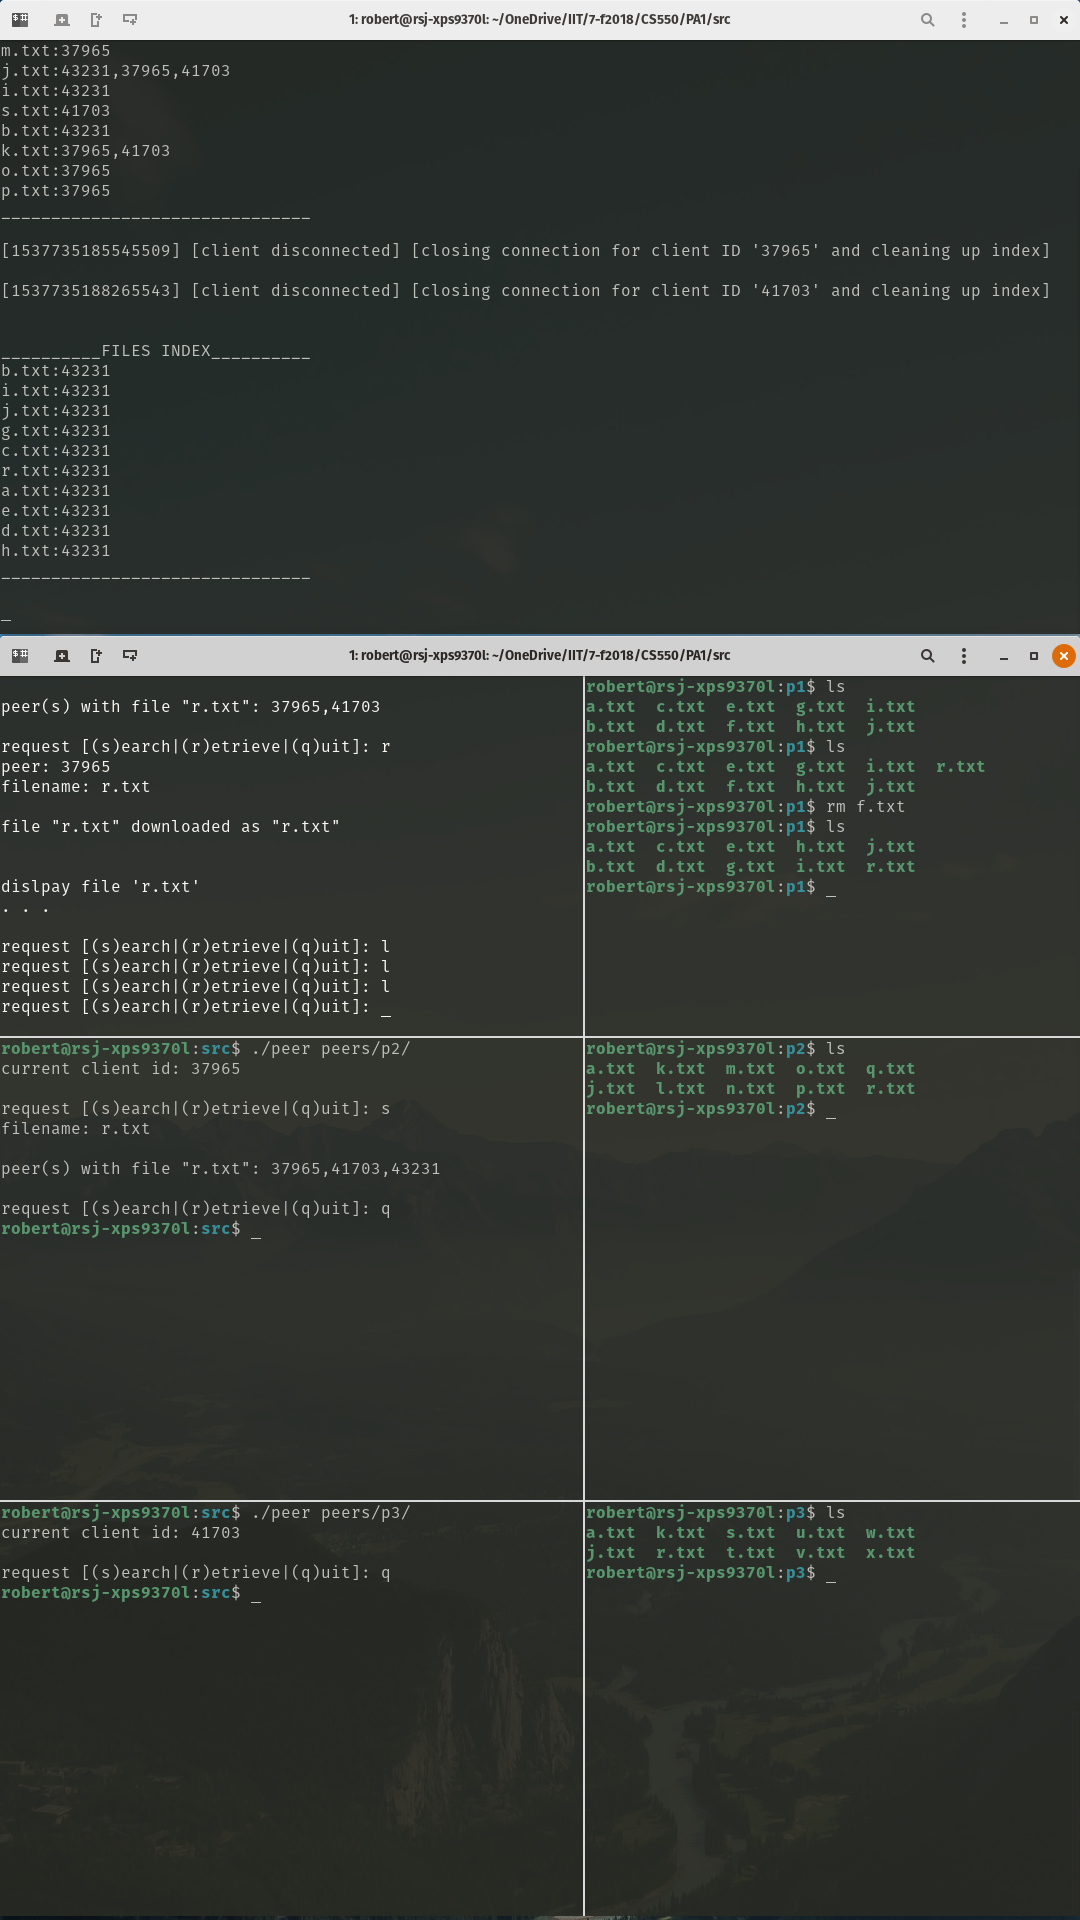 1: robert@rsj-xps9370l: ~/OneDrive/IIT/7-f2018/CS550/PA1/src
m.txt:37965
j.txt:43231,37965,41703
i.txt:43231
s.txt:41703
b.txt:43231
k.txt:37965,41703
o.txt:37965
p.txt:37965
_______________________________
[1537735185545509] [client disconnected] [closing connection for client ID '37965' and cleaning up index]
[1537735188265543] [client disconnected] [closing connection for client ID '41703' and cleaning up index]
__________FILES INDEX__________
b.txt:43231
i.txt:43231
j.txt:43231
g.txt:43231
c.txt:43231
r.txt:43231
a.txt:43231
e.txt:43231
d.txt:43231
h.txt:43231
_______________________________
_
1: robert@rsj-xps9370l: ~/OneDrive/IIT/7-f2018/CS550/PA1/src
peer(s) with file "r.txt": 37965,41703
request [(s)earch|(r)etrieve|(q)uit]: r
peer: 37965
filename: r.txt
file "r.txt" downloaded as "r.txt"
dislpay file 'r.txt'
. . .
request [(s)earch|(r)etrieve|(q)uit]: l
request [(s)earch|(r)etrieve|(q)uit]: l
request [(s)earch|(r)etrieve|(q)uit]: l
request [(s)earch|(r)etrieve|(q)uit]: _
robert@rsj-xps9370l:p1$ ls
a.txt  c.txt  e.txt  g.txt  i.txt
b.txt  d.txt  f.txt  h.txt  j.txt
robert@rsj-xps9370l:p1$ ls
a.txt  c.txt  e.txt  g.txt  i.txt  r.txt
b.txt  d.txt  f.txt  h.txt  j.txt
robert@rsj-xps9370l:p1$ rm f.txt
robert@rsj-xps9370l:p1$ ls
a.txt  c.txt  e.txt  h.txt  j.txt
b.txt  d.txt  g.txt  i.txt  r.txt
robert@rsj-xps9370l:p1$ _
robert@rsj-xps9370l:src$ ./peer peers/p2/
current client id: 37965
request [(s)earch|(r)etrieve|(q)uit]: s
filename: r.txt
peer(s) with file "r.txt": 37965,41703,43231
request [(s)earch|(r)etrieve|(q)uit]: q
robert@rsj-xps9370l:src$ _
robert@rsj-xps9370l:p2$ ls
a.txt  k.txt  m.txt  o.txt  q.txt
j.txt  l.txt  n.txt  p.txt  r.txt
robert@rsj-xps9370l:p2$ _
robert@rsj-xps9370l:src$ ./peer peers/p3/
current client id: 41703
request [(s)earch|(r)etrieve|(q)uit]: q
robert@rsj-xps9370l:src$ _
robert@rsj-xps9370l:p3$ ls
a.txt  k.txt  s.txt  u.txt  w.txt
j.txt  r.txt  t.txt  v.txt  x.txt
robert@rsj-xps9370l:p3$ _